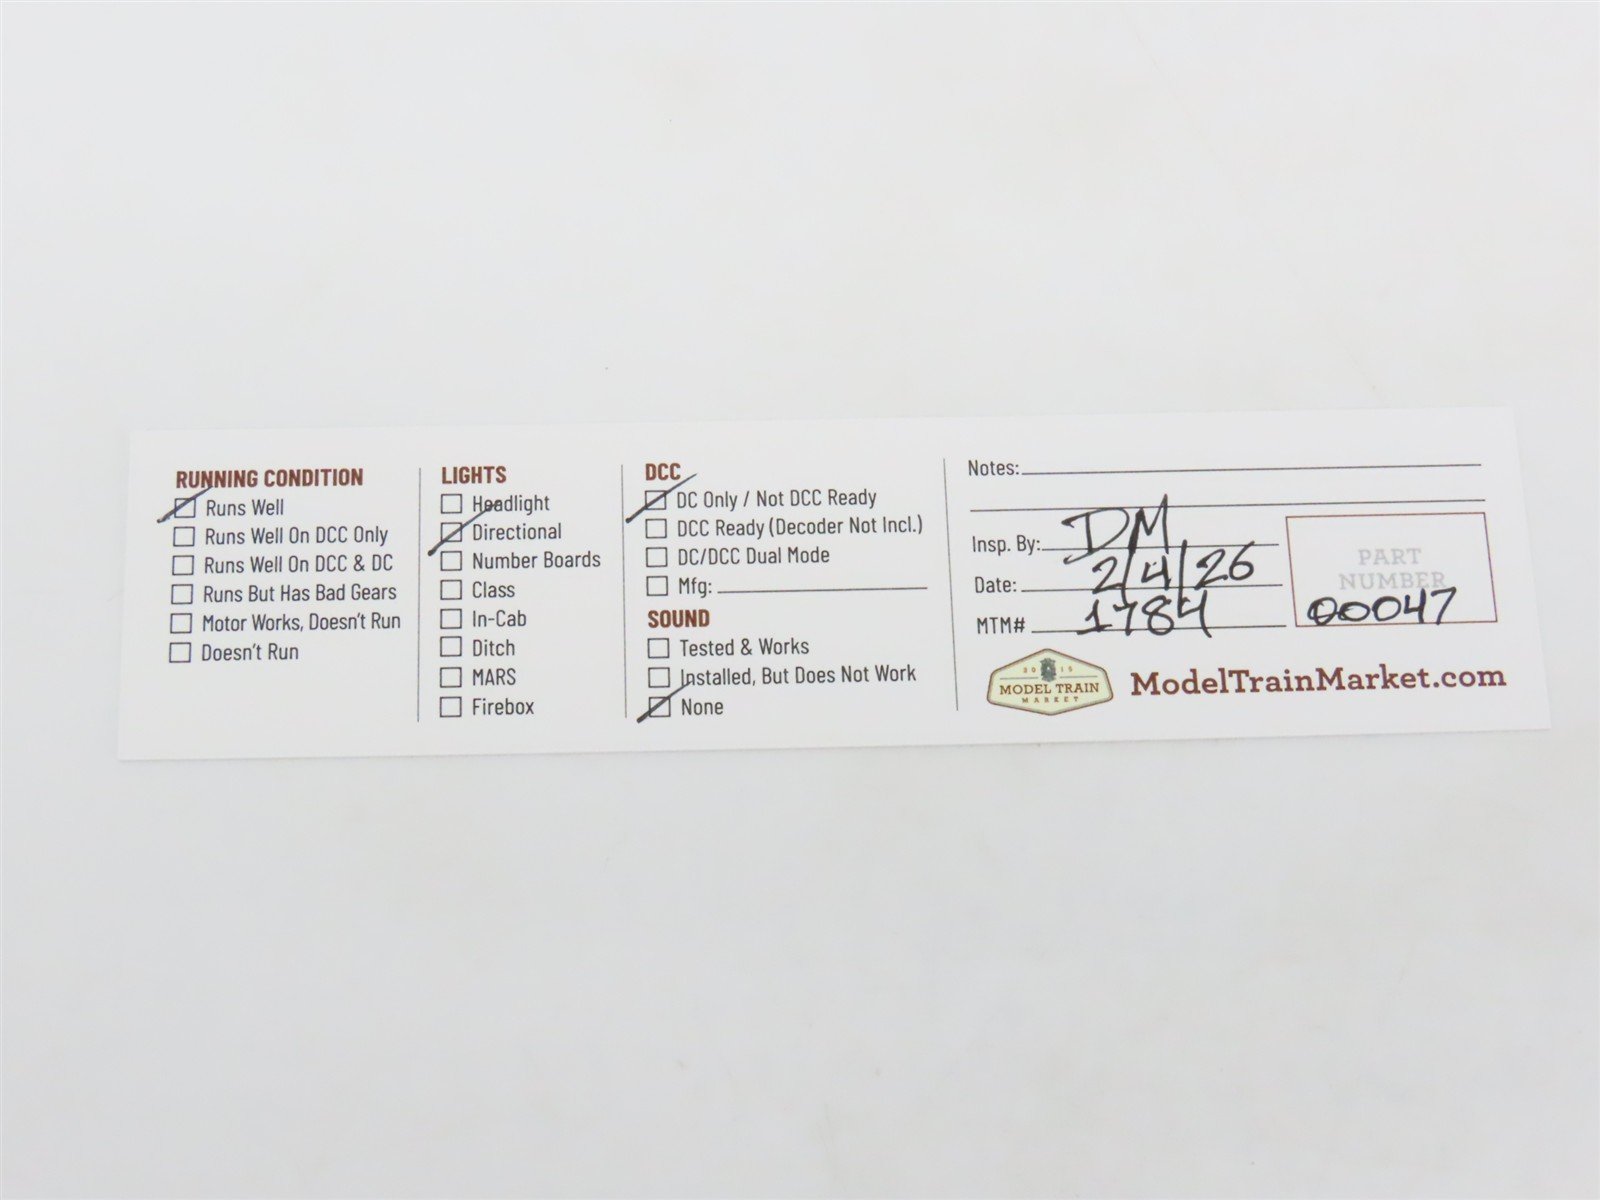 RUNNING CONDITION
Runs Well
Runs Well On DCC Only
Runs Well On DCC & DC
Runs But Has Bad Gears
Motor Works, Doesn't Run
Doesn't Run
LIGHTS
Headlight
Directional
Number Boards
Class
In-Cab
Ditch
MARS
Firebox
DCC
DC Only / Not DCC Ready
DCC Ready (Decoder Not Incl.)
DC/DCC Dual Mode
Mfg:
SOUND
Tested & Works
Installed, But Does Not Work
None
Notes:
Insp. By: DM
Date: 2/4/26
MTM# 1784
PART
NUMBER
00047
2015
MODEL TRAIN
MARKET
ModelTrainMarket.com